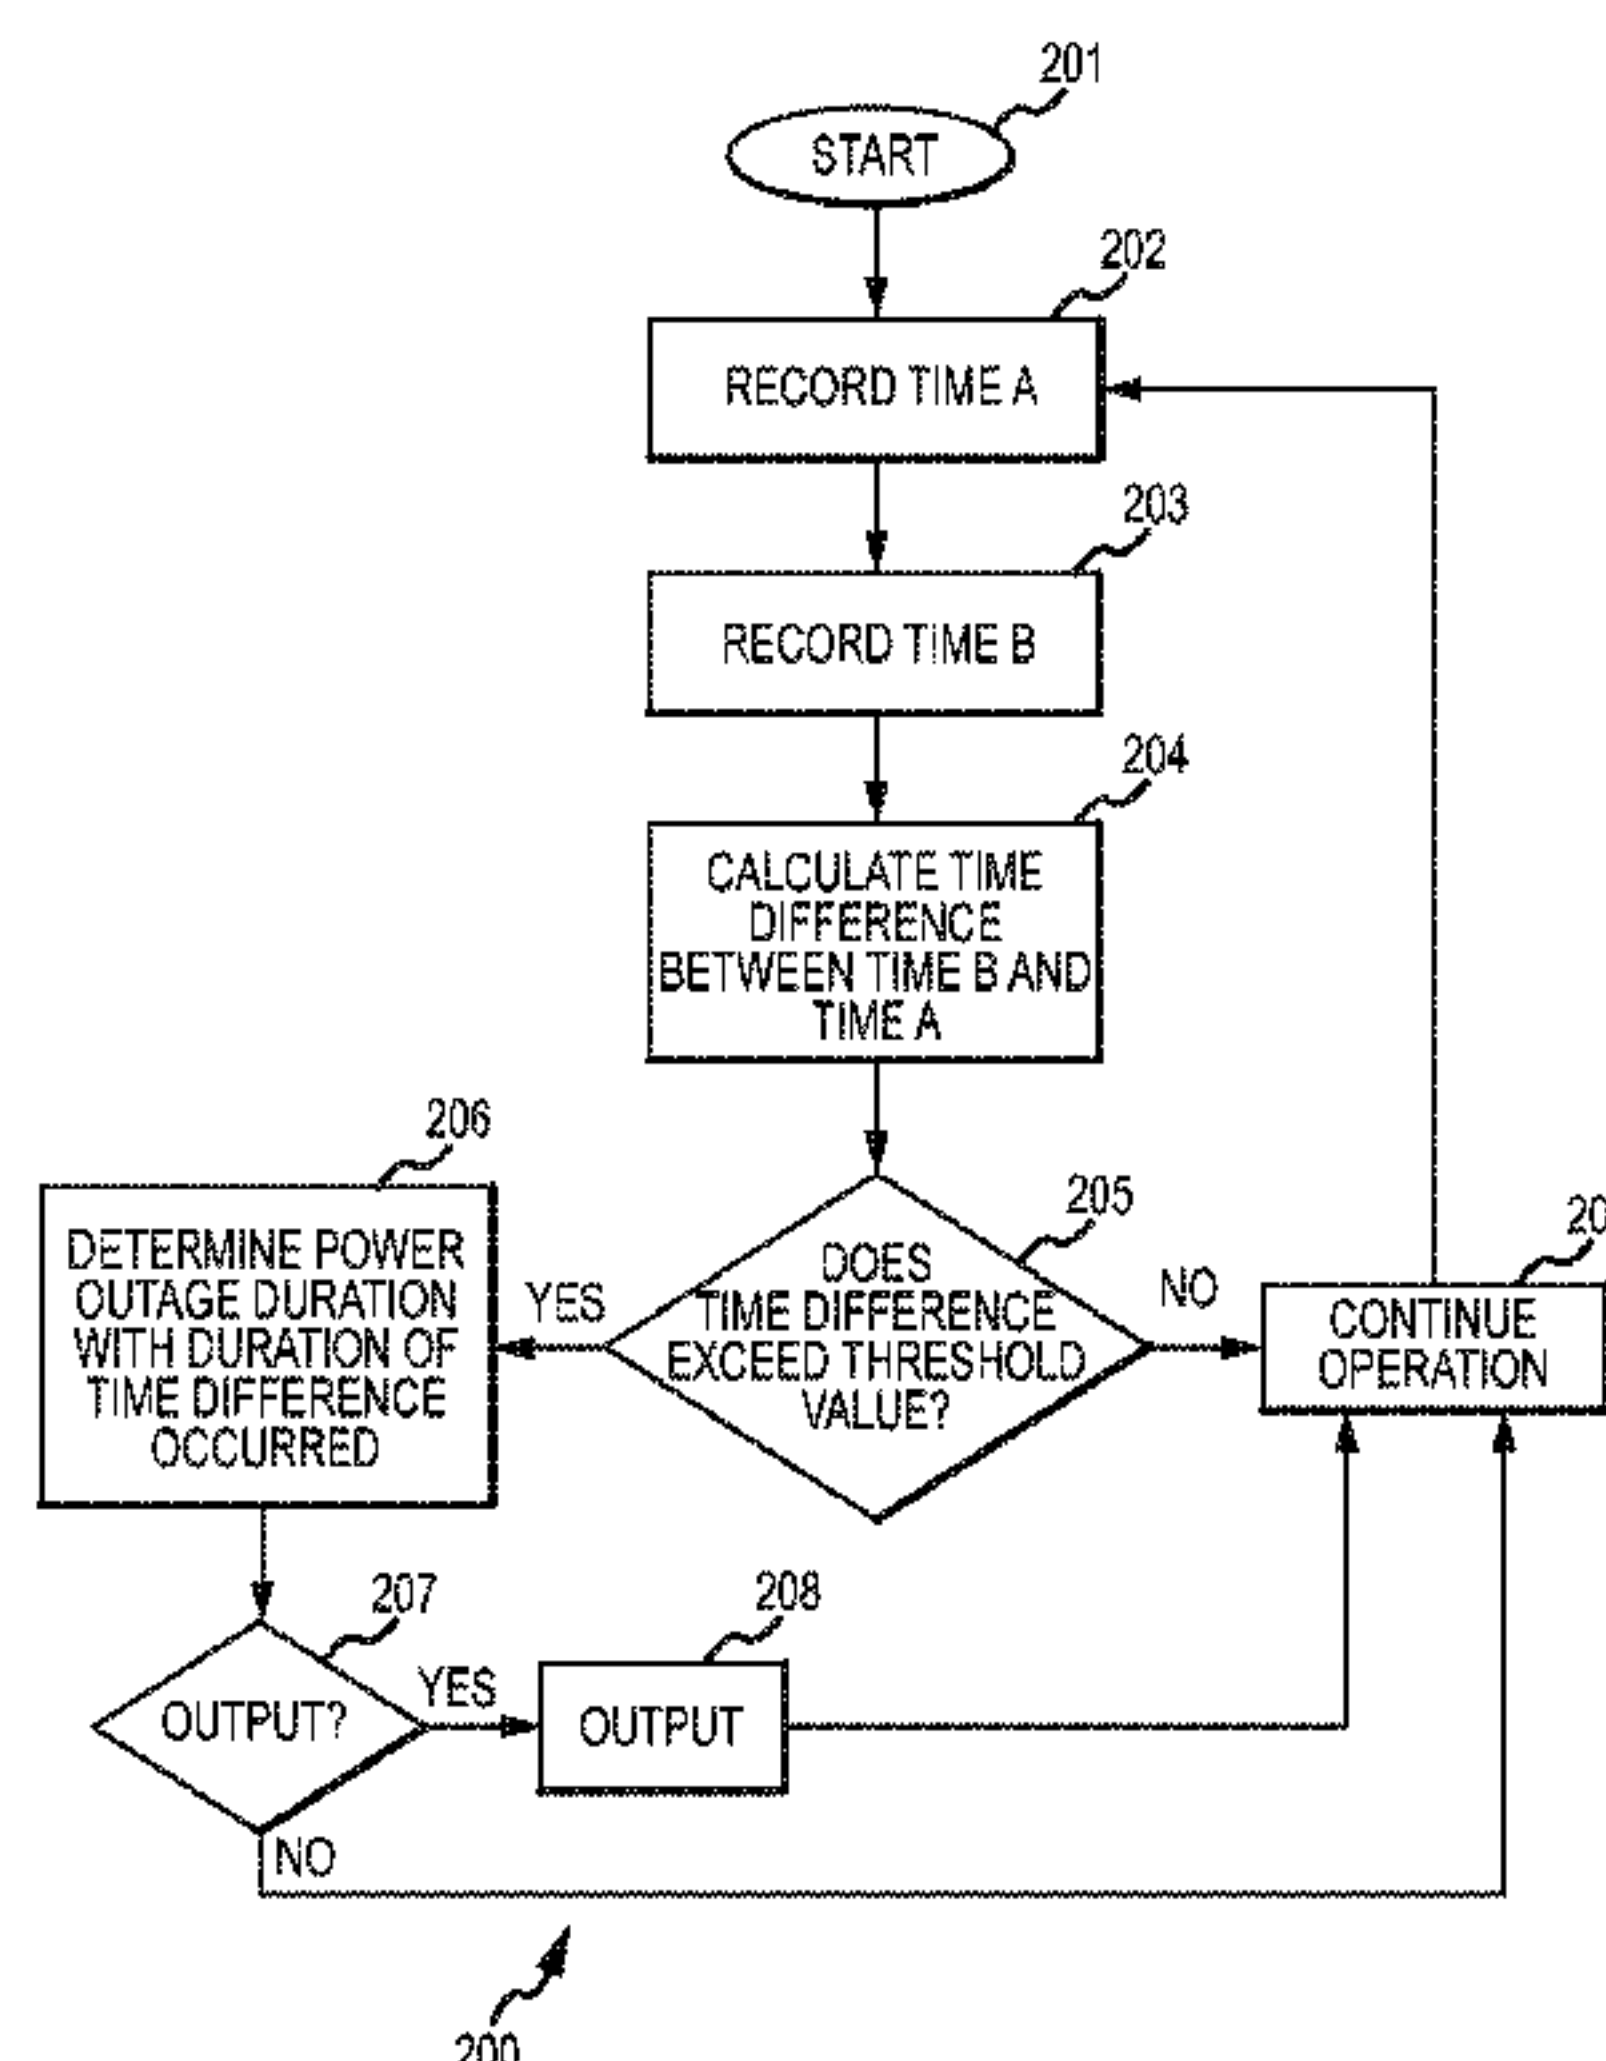 201
START
202
RECORD TIME A
203
RECORD TIME B
204
CALCULATE TIME
DIFFERENCE
BETWEEN TIME B AND
TIME A
206
DETERMINE POWER
OUTAGE DURATION
WITH DURATION OF
TIME DIFFERENCE
OCCURRED
YES
205
DOES
TIME DIFFERENCE
EXCEED THRESHOLD
VALUE?
NO
CONTINUE
OPERATION
207
OUTPUT?
YES
208
OUTPUT
NO
200